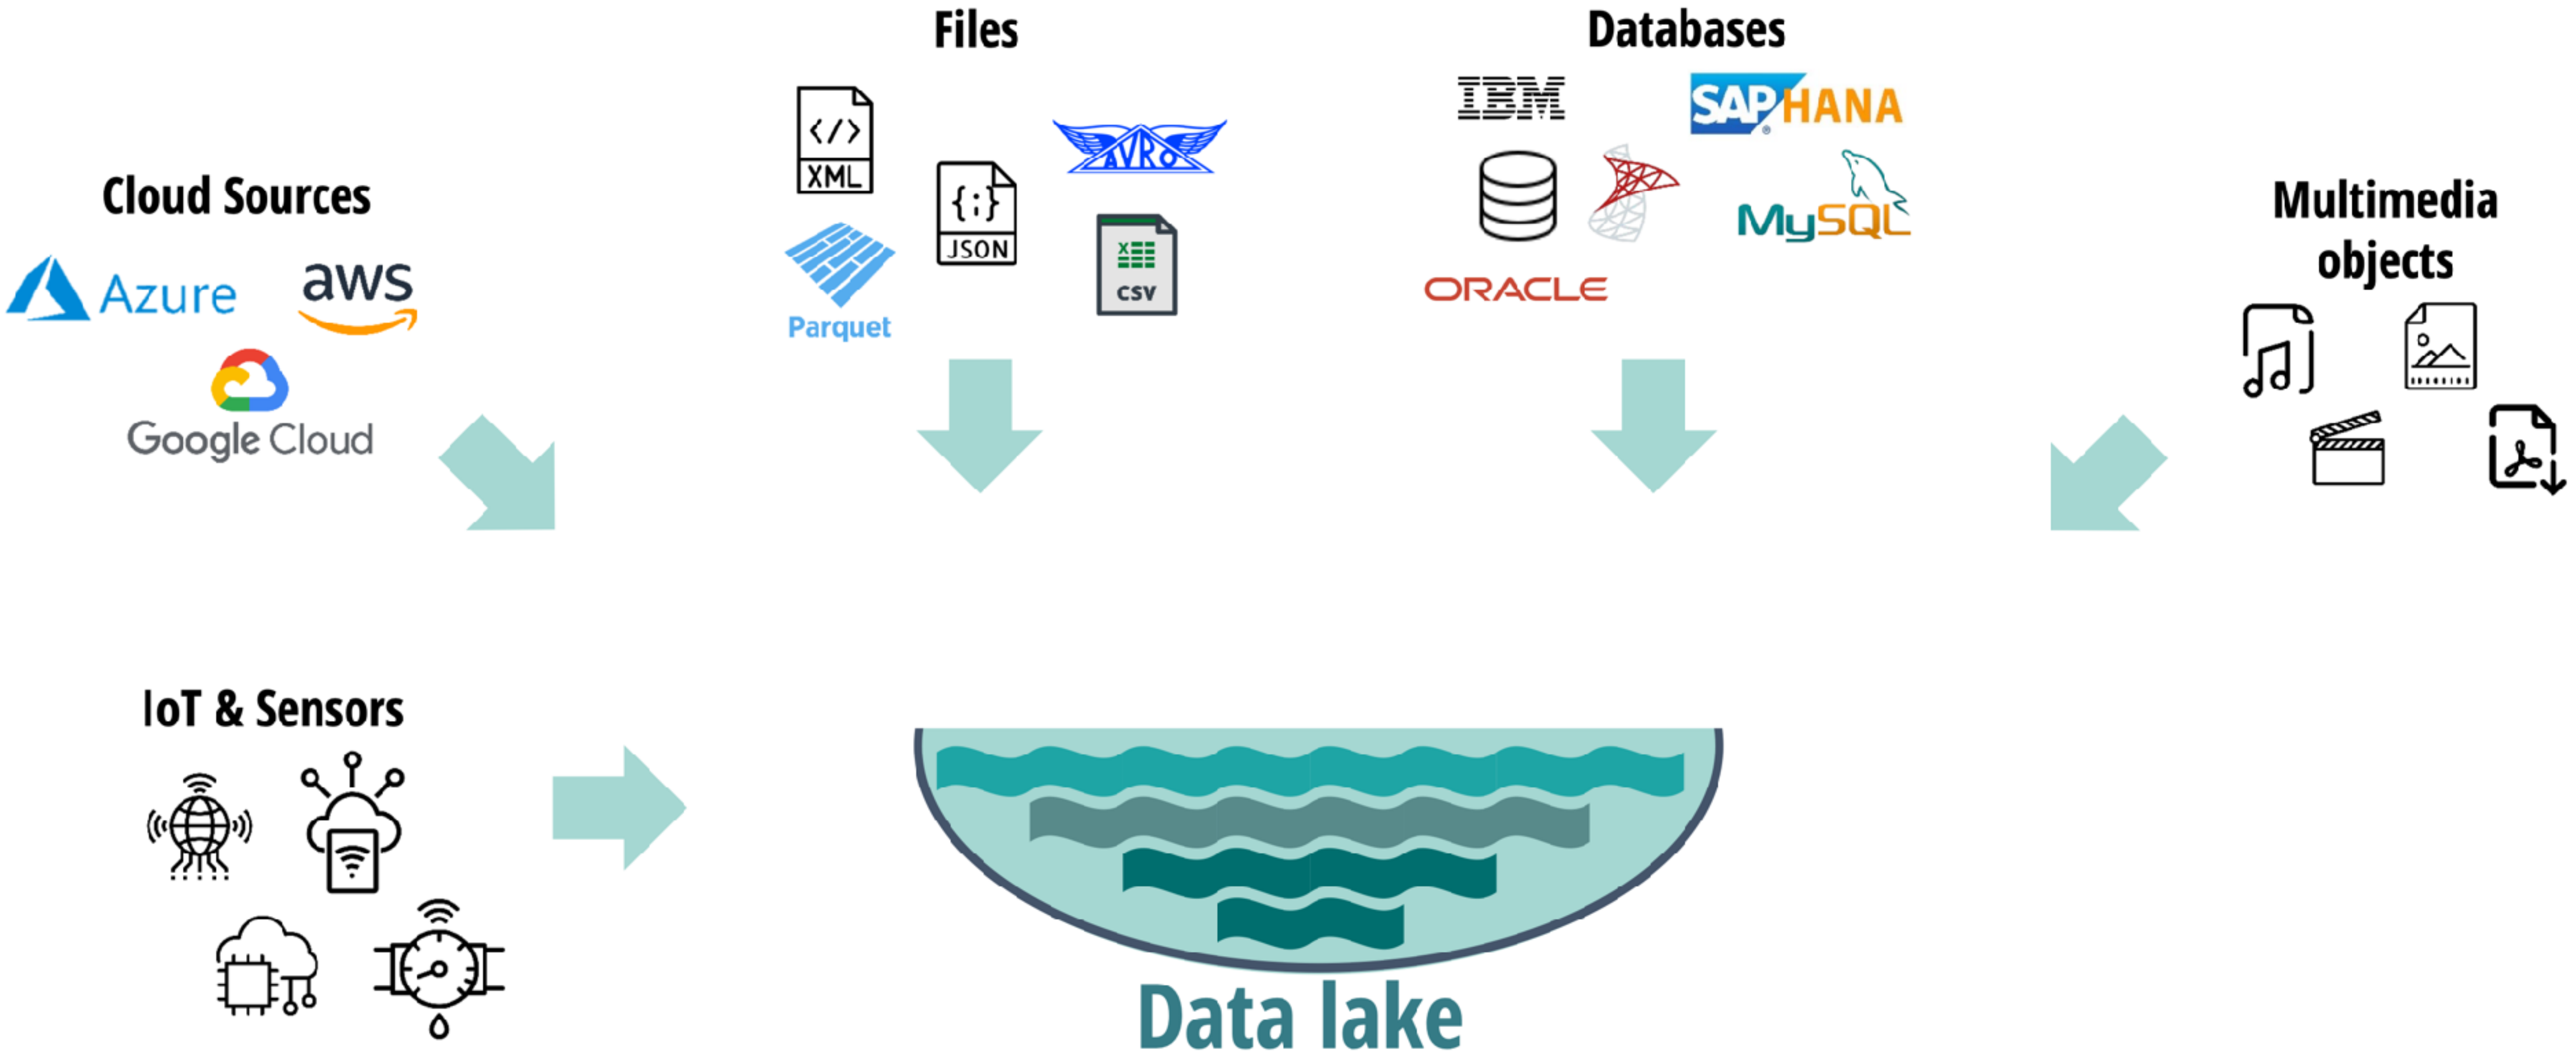 Files
XML
AVRO
JSON
Parquet
CSV
Databases
IBM
SAP HANA
MySQL
ORACLE
Cloud Sources
Azure
aws
Google Cloud
Multimedia
objects
IoT & Sensors
Data lake